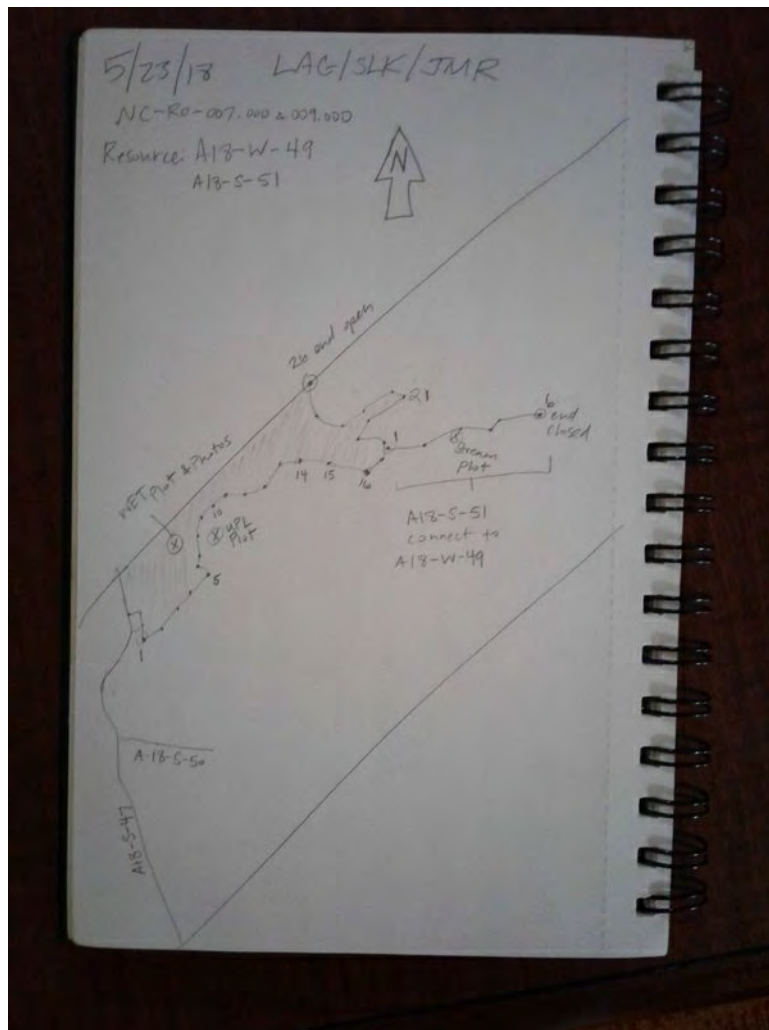 5/23/18 LAG/SLK/JMR
NC-RO-007.000 & 009.000
Resource: A18-W-49
A18-S-51
N
26 end open
21
6
end
closed
1
Stream
Plot
WET Plot & Photos
14
15
16
10
X UPL
Plot
X
5
1
A18-S-51
connect to
A18-W-49
A-18-S-50
A18-S-47